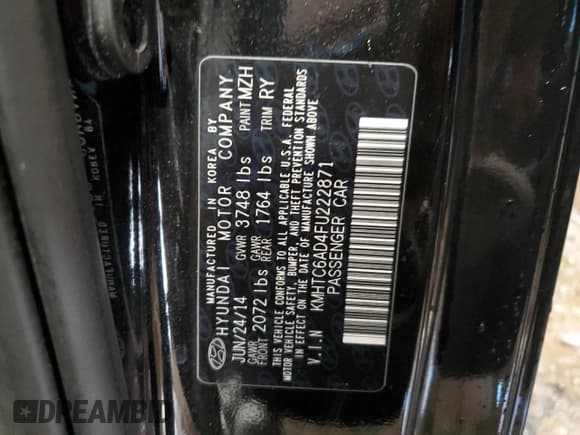 MANUFACTURED IN KOREA BY
HYUNDAI MOTOR COMPANY
JUN/24/14 GVWR 3748 lbs PAINT MZH
GAWR FRONT 2072 lbs GAWR REAR 1764 lbs TRIM RY
THIS VEHICLE CONFORMS TO ALL APPLICABLE U.S.A. FEDERAL
MOTOR VEHICLE SAFETY, BUMPER, AND THEFT PREVENTION STANDARDS
IN EFFECT ON THE DATE OF MANUFACTURE SHOWN ABOVE
V.I.N KMHTC6AD4FU222871
PASSENGER CAR
DREAMBID